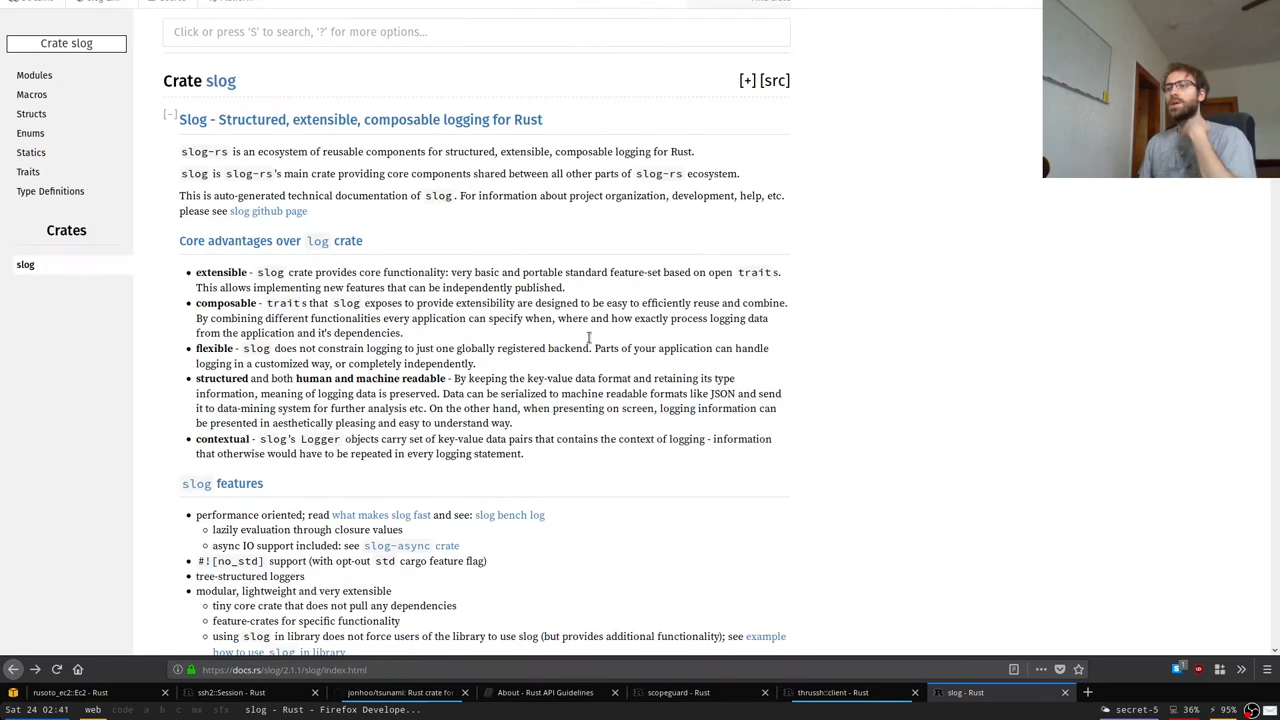 Click or press 'S' to search, '?' for more options…
Crate slog
Modules
Macros
Structs
Enums
Statics
Traits
Type Definitions
Crates
slog
Crate slog
[+] [src]
[-] Slog - Structured, extensible, composable logging for Rust
slog-rs is an ecosystem of reusable components for structured, extensible, composable logging for Rust.
slog is slog-rs's main crate providing core components shared between all other parts of slog-rs ecosystem.
This is auto-generated technical documentation of slog. For information about project organization, development, help, etc.
please see slog github page
Core advantages over log crate
• extensible - slog crate provides core functionality: very basic and portable standard feature-set based on open traits.
This allows implementing new features that can be independently published.
• composable - traits that slog exposes to provide extensibility are designed to be easy to efficiently reuse and combine.
By combining different functionalities every application can specify when, where and how exactly process logging data
from the application and it's dependencies.
• flexible - slog does not constrain logging to just one globally registered backend. Parts of your application can handle
logging in a customized way, or completely independently.
• structured and both human and machine readable - By keeping the key-value data format and retaining its type
information, meaning of logging data is preserved. Data can be serialized to machine readable formats like JSON and send
it to data-mining system for further analysis etc. On the other hand, when presenting on screen, logging information can
be presented in aesthetically pleasing and easy to understand way.
• contextual - slog's Logger objects carry set of key-value data pairs that contains the context of logging - information
that otherwise would have to be repeated in every logging statement.
slog features
• performance oriented; read what makes slog fast and see: slog bench log
◦ lazily evaluation through closure values
◦ async IO support included: see slog-async crate
• #![no_std] support (with opt-out std cargo feature flag)
• tree-structured loggers
• modular, lightweight and very extensible
◦ tiny core crate that does not pull any dependencies
◦ feature-crates for specific functionality
◦ using slog in library does not force users of the library to use slog (but provides additional functionality); see example
how to use slog in library
https://docs.rs/slog/2.1.1/slog/index.html
rusoto_ec2::Ec2 - Rust
ssh2::Session - Rust
jonhoo/tsunami: Rust crate for
About - Rust API Guidelines
scopeguard - Rust
thrussh::client - Rust
slog - Rust
Sat 24 02:41 web code a b c mx sfx slog - Rust - Firefox Develope...
secret-5 36% 95%